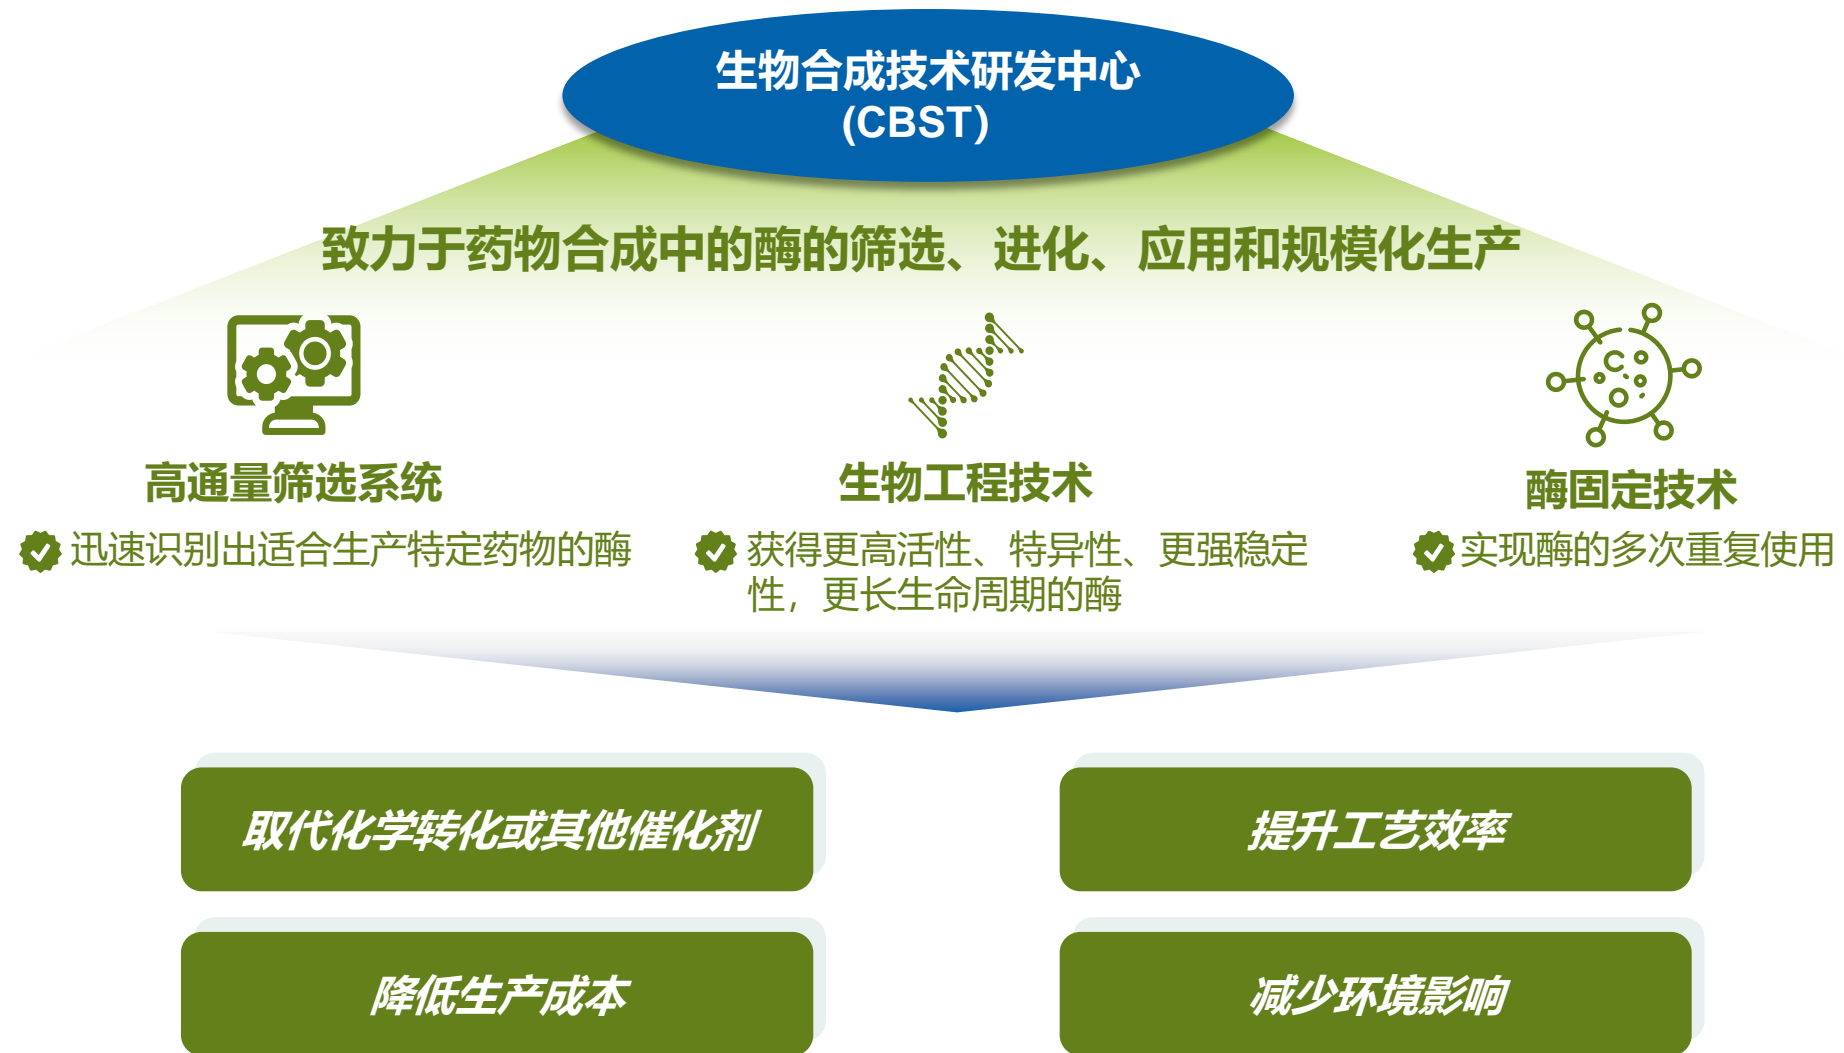 生物合成技术研发中心
(CBST）
致力于药物合成中的酶的筛选、进化、应用和规模化生产
高通量筛选系统
迅速识别出适合生产特定药物的酶
生物工程技术
获得更高活性、特异性、更强稳定
性，更长生命周期的酶
酶固定技术
实现酶的多次重复使用
取代化学转化或其他催化剂
提升工艺效率
降低生产成本
减少环境影响